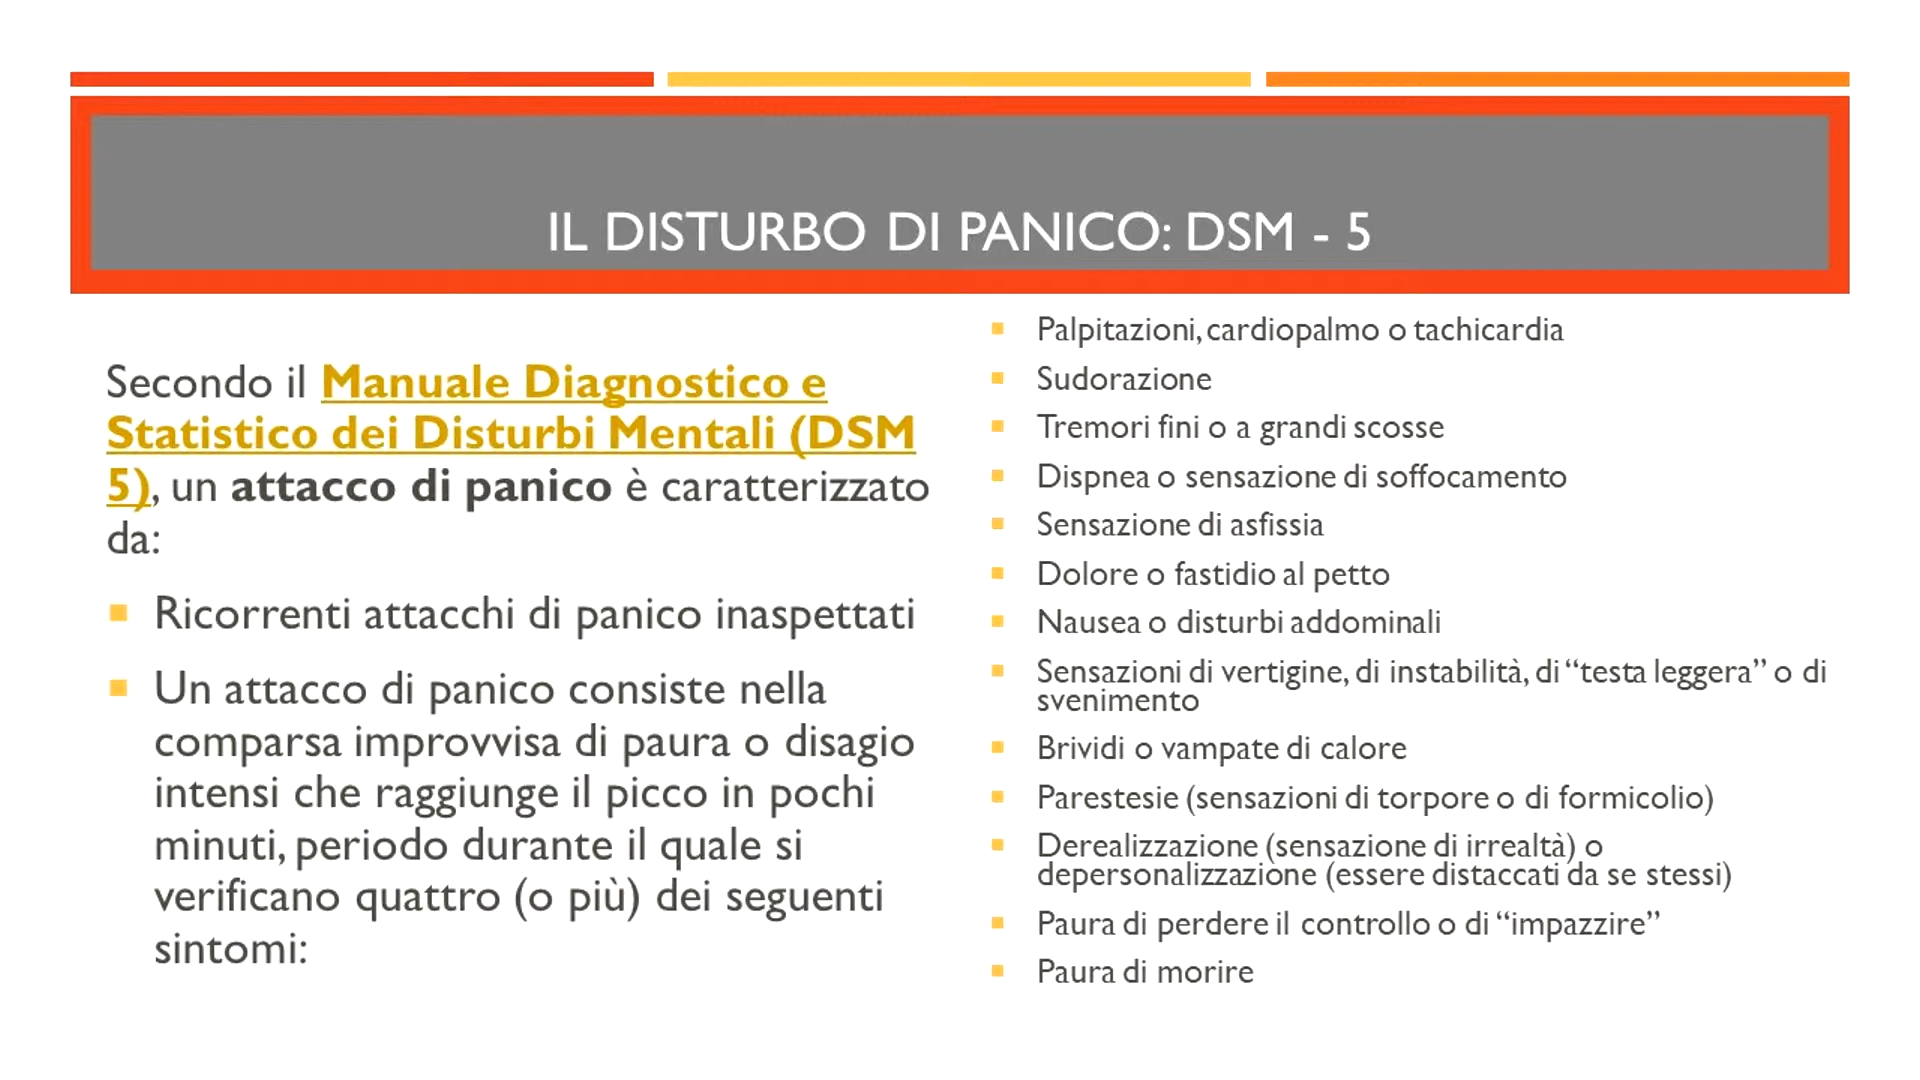 IL DISTURBO DI PANICO: DSM - 5
Secondo il Manuale Diagnostico e
Statistico dei Disturbi Mentali (DSM
5), un attacco di panico è caratterizzato
da:
Ricorrenti attacchi di panico inaspettati
Un attacco di panico consiste nella
comparsa improvvisa di paura o disagio
intensi che raggiunge il picco in pochi
minuti, periodo durante il quale si
verificano quattro (o più) dei seguenti
sintomi:
Palpitazioni, cardiopalmo o tachicardia
Sudorazione
Tremori fini o a grandi scosse
Dispnea o sensazione di soffocamento
Sensazione di asfissia
Dolore o fastidio al petto
Nausea o disturbi addominali
Sensazioni di vertigine, di instabilità, di “testa leggera” o di
svenimento
Brividi o vampate di calore
Parestesie (sensazioni di torpore o di formicolio)
Derealizzazione (sensazione di irrealtà) o
depersonalizzazione (essere distaccati da se stessi)
Paura di perdere il controllo o di “impazzire”
Paura di morire